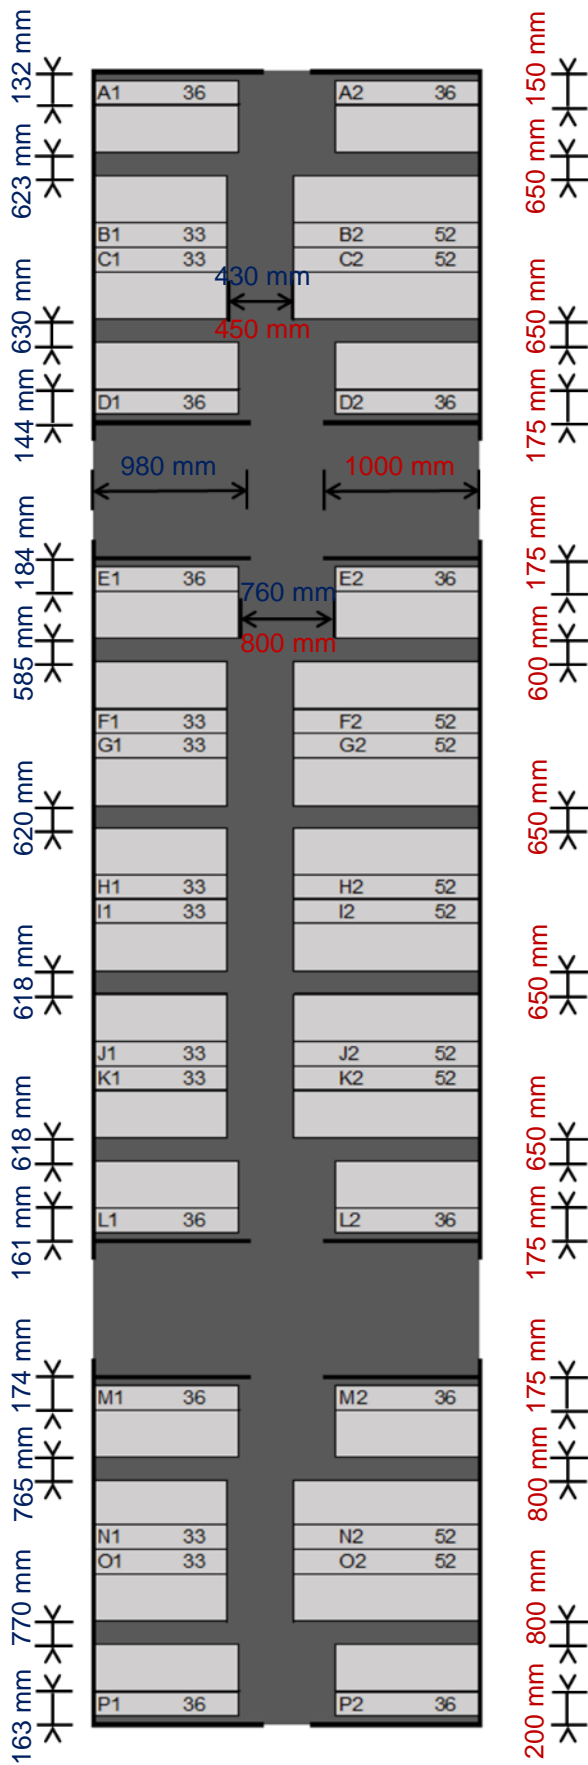 132 mm
150 mm
A1 36 A2 36
623 mm
650 mm
B1 33 B2 52
C1 33 C2 52
430 mm
450 mm
630 mm
650 mm
D1 36 D2 36
144 mm
175 mm
980 mm 1000 mm
184 mm
175 mm
E1 36 E2 36
760 mm
800 mm
585 mm
600 mm
F1 33 F2 52
G1 33 G2 52
620 mm
650 mm
H1 33 H2 52
I1 33 I2 52
618 mm
650 mm
J1 33 J2 52
K1 33 K2 52
618 mm
650 mm
L1 36 L2 36
161 mm
175 mm
174 mm
175 mm
M1 36 M2 36
765 mm
800 mm
N1 33 N2 52
O1 33 O2 52
770 mm
800 mm
P1 36 P2 36
163 mm
200 mm